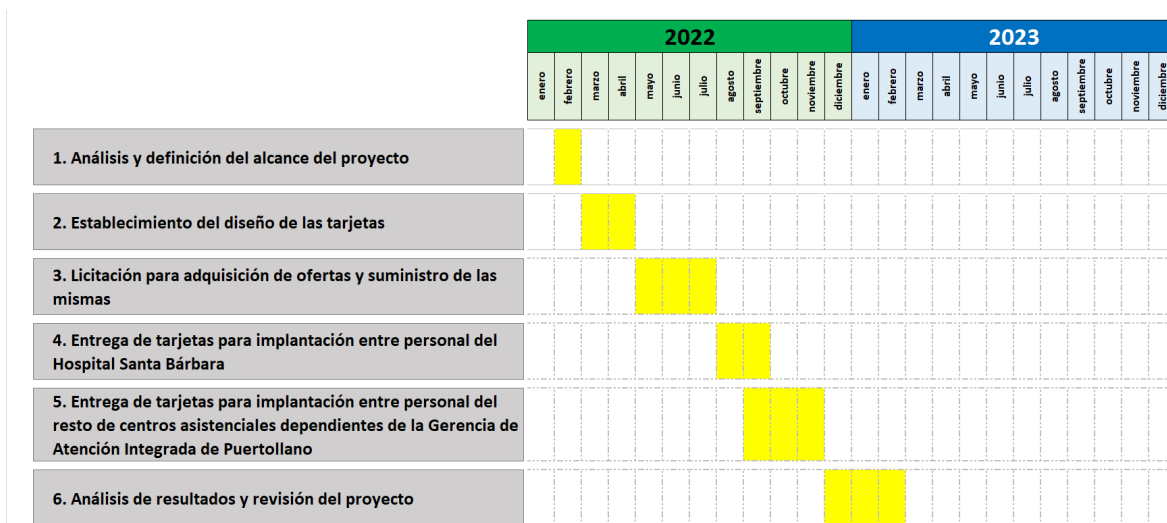 2022 2023
enero febrero marzo abril mayo junio julio agosto septiembre octubre noviembre diciembre enero febrero marzo abril mayo junio julio agosto septiembre octubre noviembre diciembre
1. Análisis y definición del alcance del proyecto
2. Establecimiento del diseño de las tarjetas
3. Licitación para adquisición de ofertas y suministro de las
mismas
4. Entrega de tarjetas para implantación entre personal del
Hospital Santa Bárbara
5. Entrega de tarjetas para implantación entre personal del
resto de centros asistenciales dependientes de la Gerencia de
Atención Integrada de Puertollano
6. Análisis de resultados y revisión del proyecto